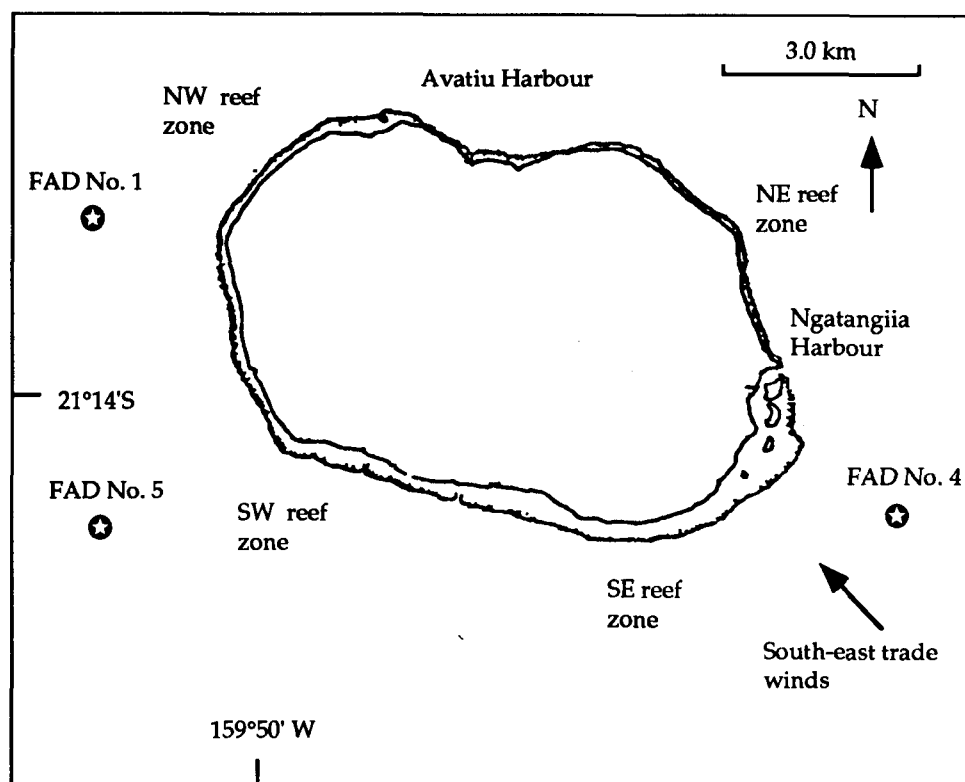 3.0 km
Avatiu Harbour
NW reef
zone
N
FAD No. 1
NE reef
zone
Ngatangiia
Harbour
21°14'S
FAD No. 5
FAD No. 4
SW reef
zone
SE reef
zone
South-east trade
winds
159°50' W